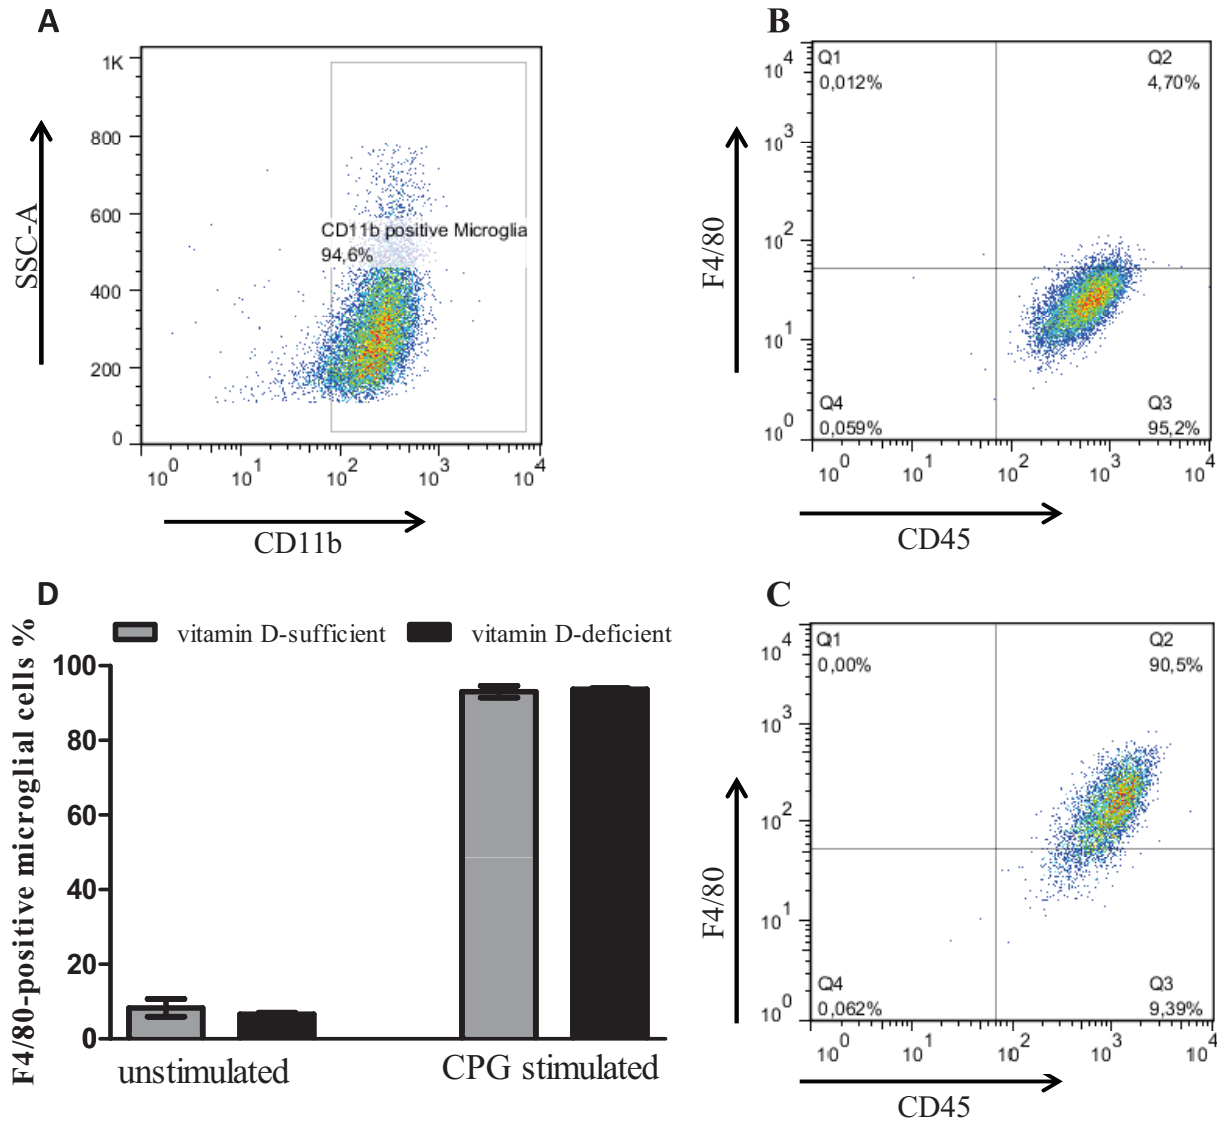 A
1K
800
600
400
200
0
SSC-A
CD11b positive Microglia
94,6%
10^0 10^1 10^2 10^3 10^4
CD11b
B
10^4
10^3
10^2
10^1
10^0
F4/80
Q1
0,012%
Q2
4,70%
Q4
0,059%
Q3
95,2%
10^0 10^1 10^2 10^3 10^4
CD45
D
vitamin D-sufficient vitamin D-deficient
F4/80-positive microglial cells %
100
80
60
40
20
0
unstimulated CPG stimulated
C
10^4
10^3
10^2
10^1
10^0
F4/80
Q1
0,00%
Q2
90,5%
Q4
0,062%
Q3
9,39%
10^0 10^1 10^2 10^3 10^4
CD45